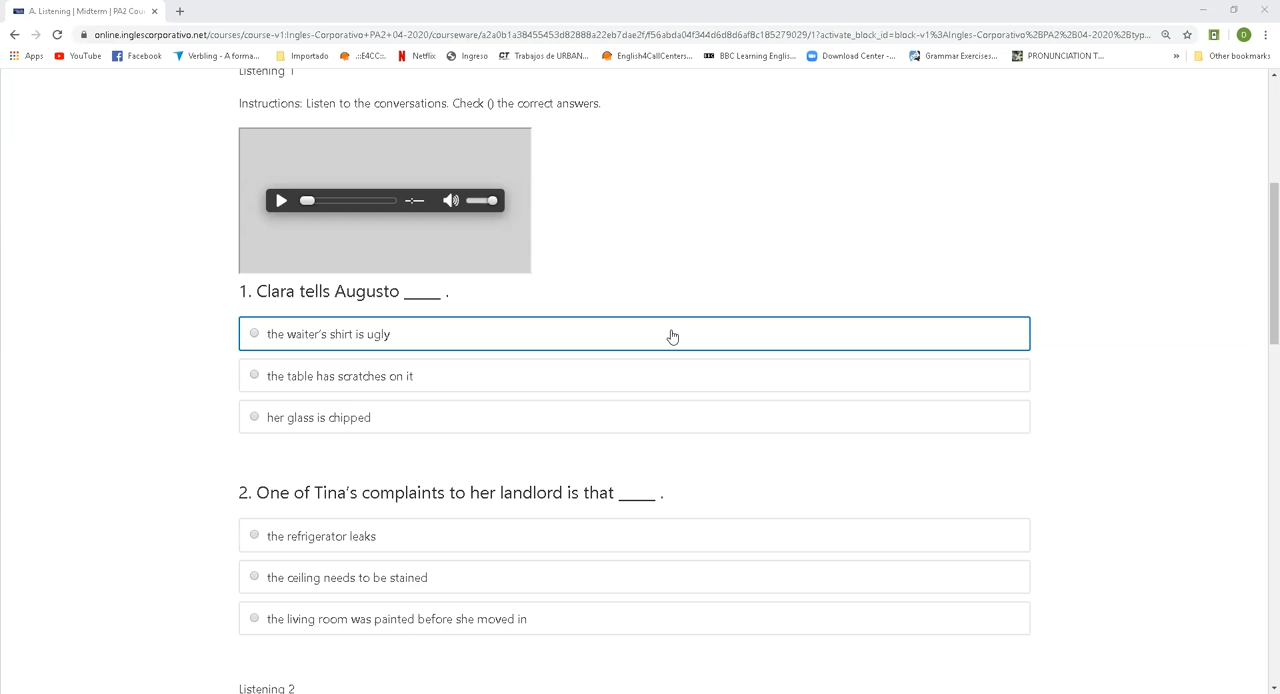 A. Listening | Midterm | PA2 Cou
online.inglescorporativo.net/courses/course-v1:Ingles-Corporativo+PA2+04-2020/courseware/a2a0b1a38455453d82888a22eb7dae2f/f56abda04f344d6d8d6af8c185279029/1?activate_block_id=block-v1%3AIngles-Corporativo%2BPA2%2B04-2020%2Btyp... D
Apps YouTube Facebook Verbling - A forma... Importado .::E4CC::. Netflix Ingreso CT Trabajos de URBAN... English4CallCenters... BBC Learning Englis... Download Center -... Grammar Exercises... PRONUNCIATION T... » Other bookmarks
Listening 1
Instructions: Listen to the conversations. Check () the correct answers.
--:--
1. Clara tells Augusto _____ .
the waiter's shirt is ugly
the table has scratches on it
her glass is chipped
2. One of Tina's complaints to her landlord is that _____ .
the refrigerator leaks
the ceiling needs to be stained
the living room was painted before she moved in
Listening 2